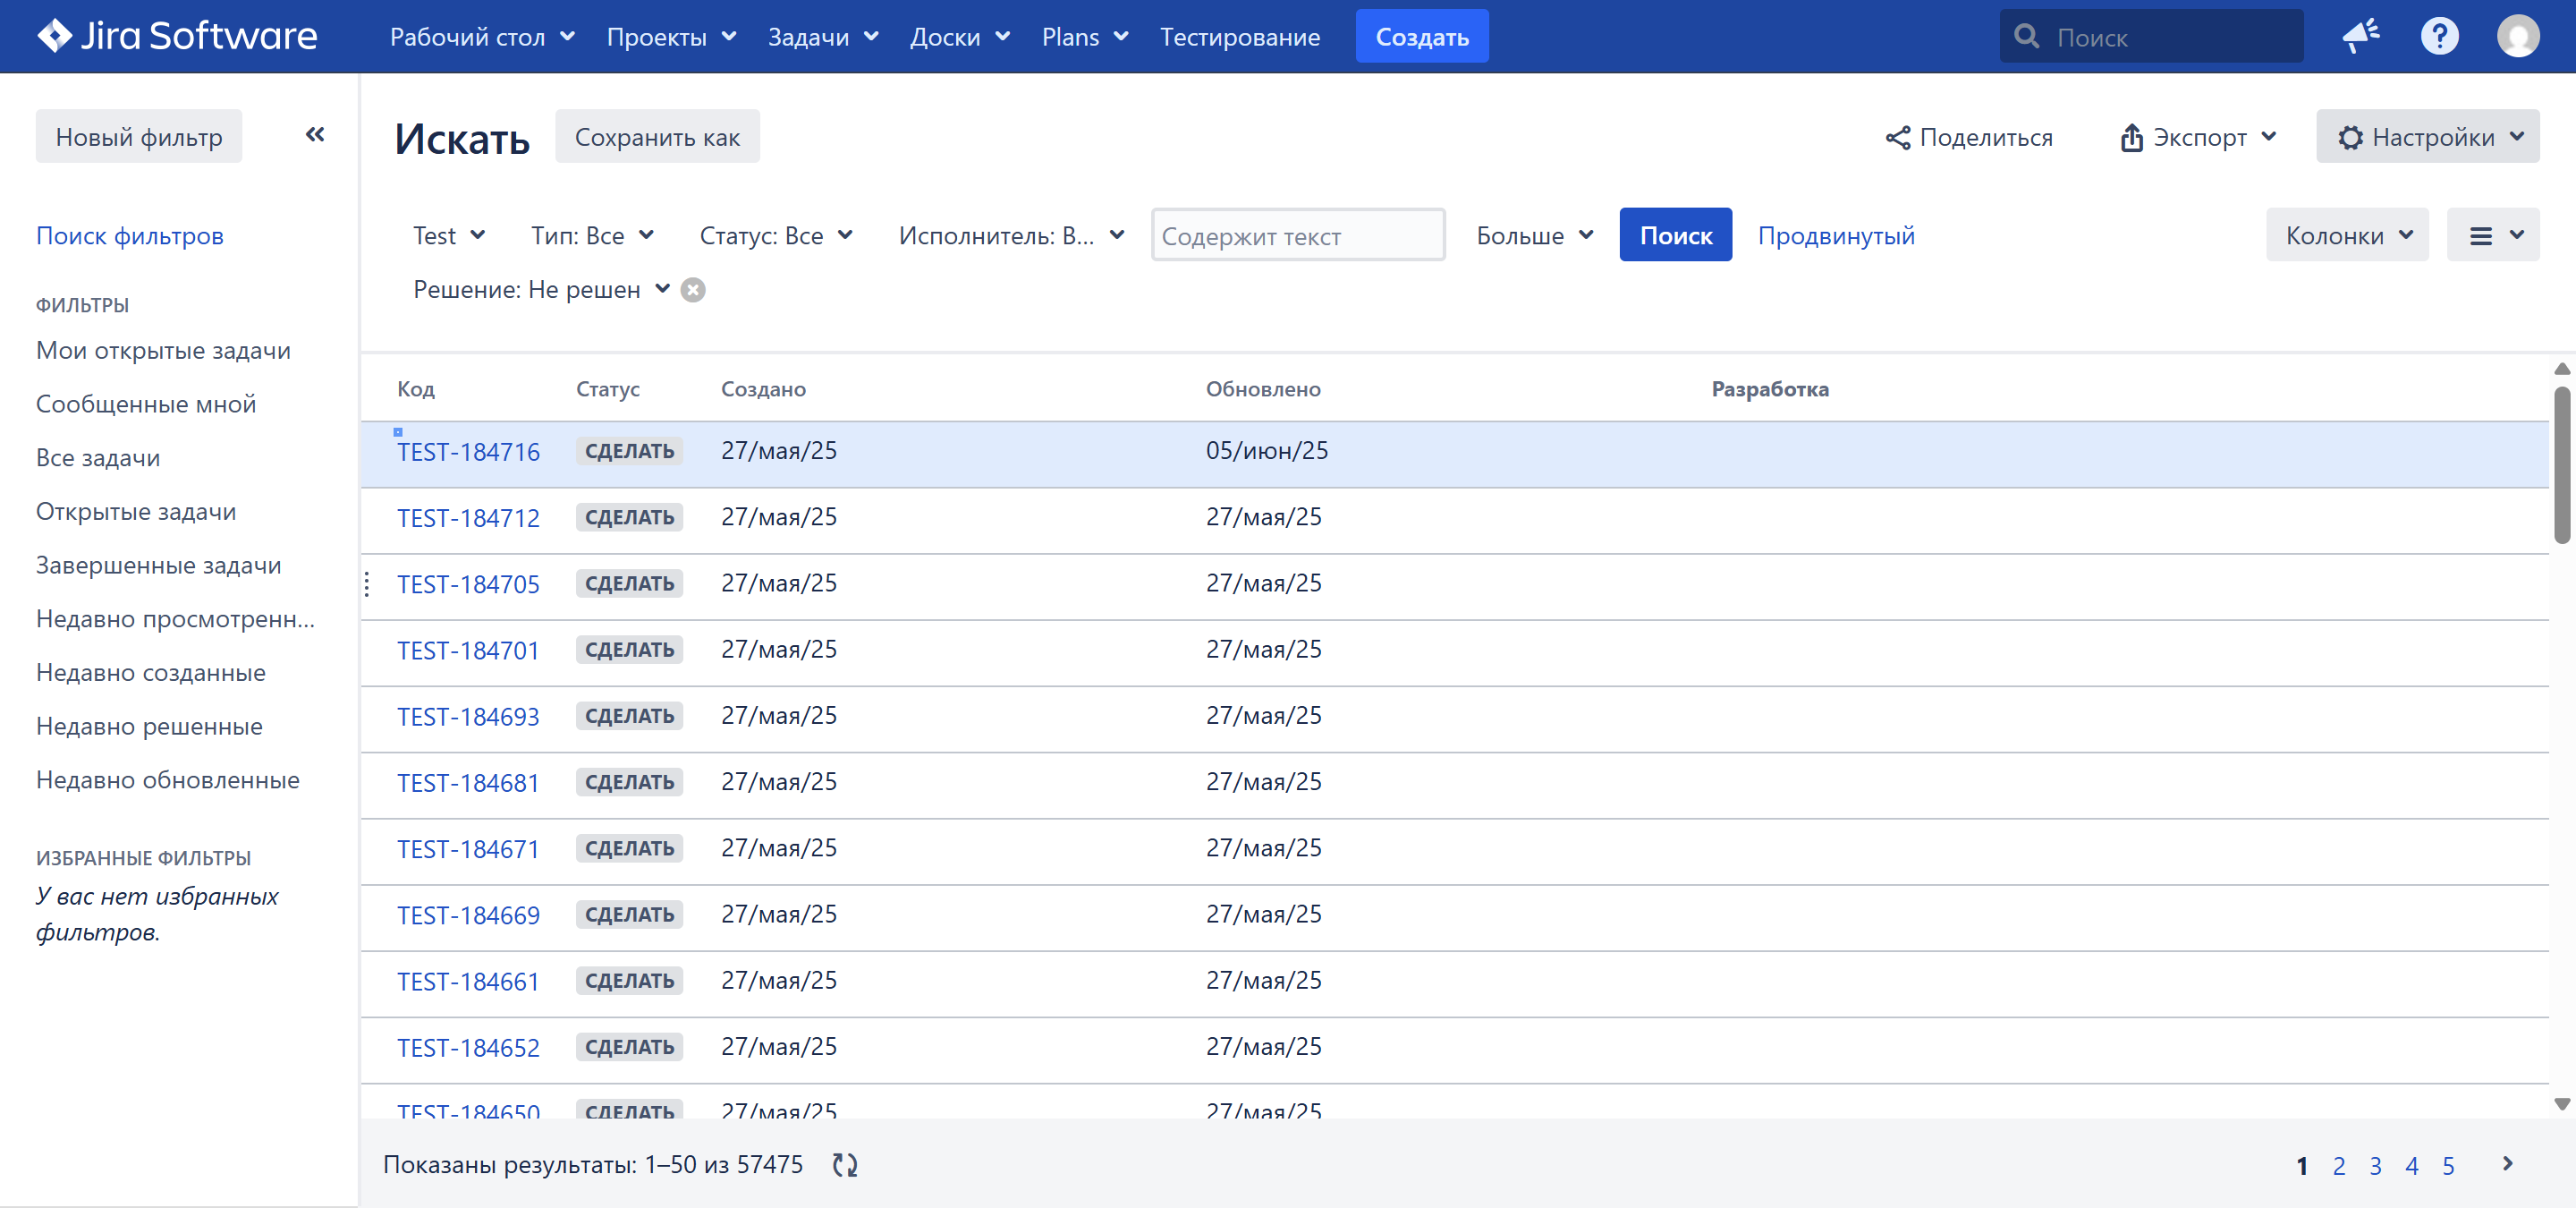 Jira Software Рабочий стол Проекты Задачи Доски Plans Тестирование Создать Поиск
Новый фильтр
Поиск фильтров
ФИЛЬТРЫ
Мои открытые задачи
Сообщенные мной
Все задачи
Открытые задачи
Завершенные задачи
Недавно просмотренн...
Недавно созданные
Недавно решенные
Недавно обновленные
ИЗБРАННЫЕ ФИЛЬТРЫ
У вас нет избранных
фильтров.
Искать Сохранить как Поделиться Экспорт Настройки
Test Тип: Все Статус: Все Исполнитель: В... Содержит текст Больше Поиск Продвинутый Колонки
Решение: Не решен
Код Статус Создано Обновлено Разработка
TEST-184716 СДЕЛАТЬ 27/мая/25 05/июн/25
TEST-184712 СДЕЛАТЬ 27/мая/25 27/мая/25
TEST-184705 СДЕЛАТЬ 27/мая/25 27/мая/25
TEST-184701 СДЕЛАТЬ 27/мая/25 27/мая/25
TEST-184693 СДЕЛАТЬ 27/мая/25 27/мая/25
TEST-184681 СДЕЛАТЬ 27/мая/25 27/мая/25
TEST-184671 СДЕЛАТЬ 27/мая/25 27/мая/25
TEST-184669 СДЕЛАТЬ 27/мая/25 27/мая/25
TEST-184661 СДЕЛАТЬ 27/мая/25 27/мая/25
TEST-184652 СДЕЛАТЬ 27/мая/25 27/мая/25
TEST-184650 СДЕЛАТЬ 27/мая/25 27/мая/25
Показаны результаты: 1–50 из 57475 1 2 3 4 5